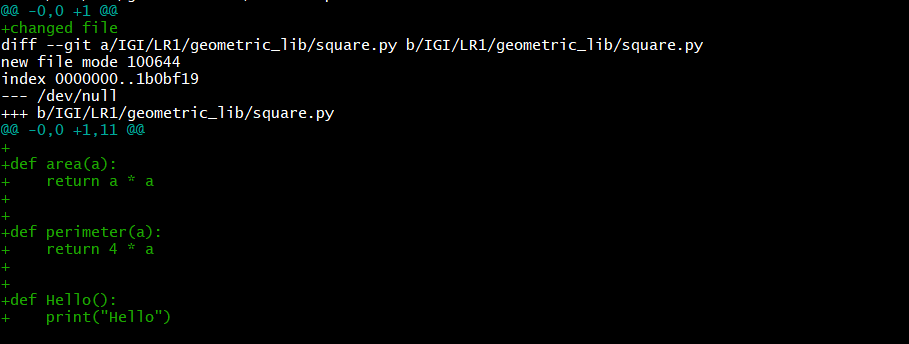 @@ -0,0 +1 @@
+changed file
diff --git a/IGI/LR1/geometric_lib/square.py b/IGI/LR1/geometric_lib/square.py
new file mode 100644
index 0000000..1b0bf19
--- /dev/null
+++ b/IGI/LR1/geometric_lib/square.py
@@ -0,0 +1,11 @@
+
+def area(a):
+    return a * a
+
+
+def perimeter(a):
+    return 4 * a
+
+
+def Hello():
+    print("Hello")